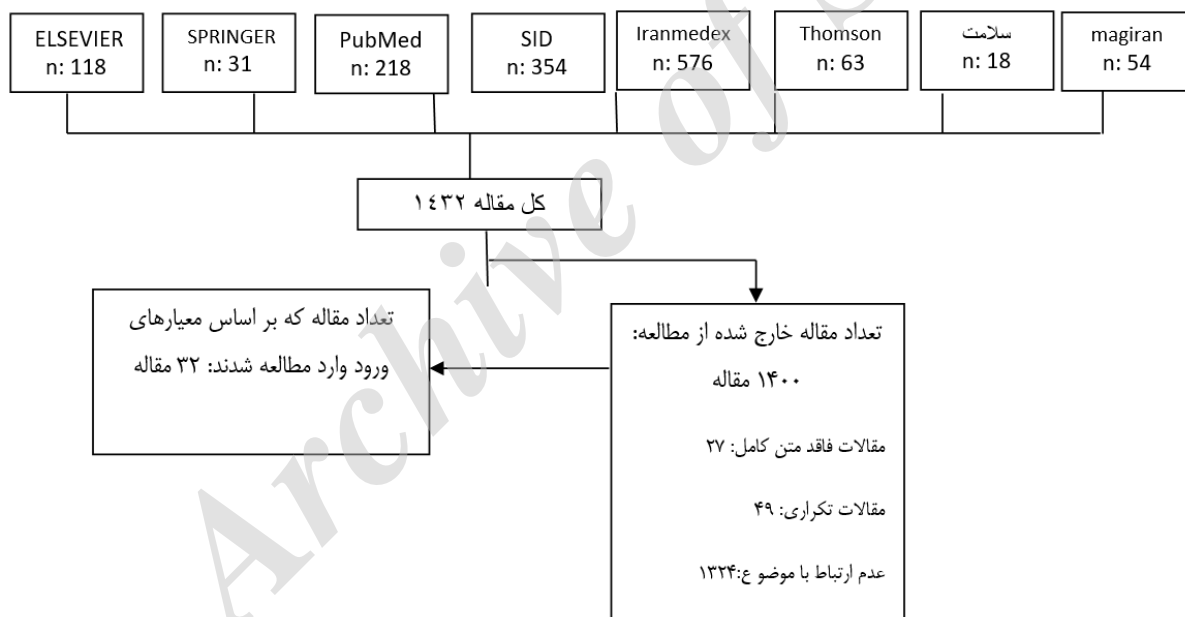 ELSEVIER
n: 118
SPRINGER
n: 31
PubMed
n: 218
SID
n: 354
Iranmedex
n: 576
Thomson
n: 63
سلامت
n: 18
magiran
n: 54
کل مقاله ١٤٣٢
تعداد مقاله خارج شده از مطالعه:
۱۴۰۰ مقاله
مقالات فاقد متن کامل: ۲۷
مقالات تکراری: ۴۹
عدم ارتباط با موضو ع:۱۳۲۴
تعداد مقاله که بر اساس معیارهای
ورود وارد مطالعه شدند: ۳۲ مقاله
Archive of S